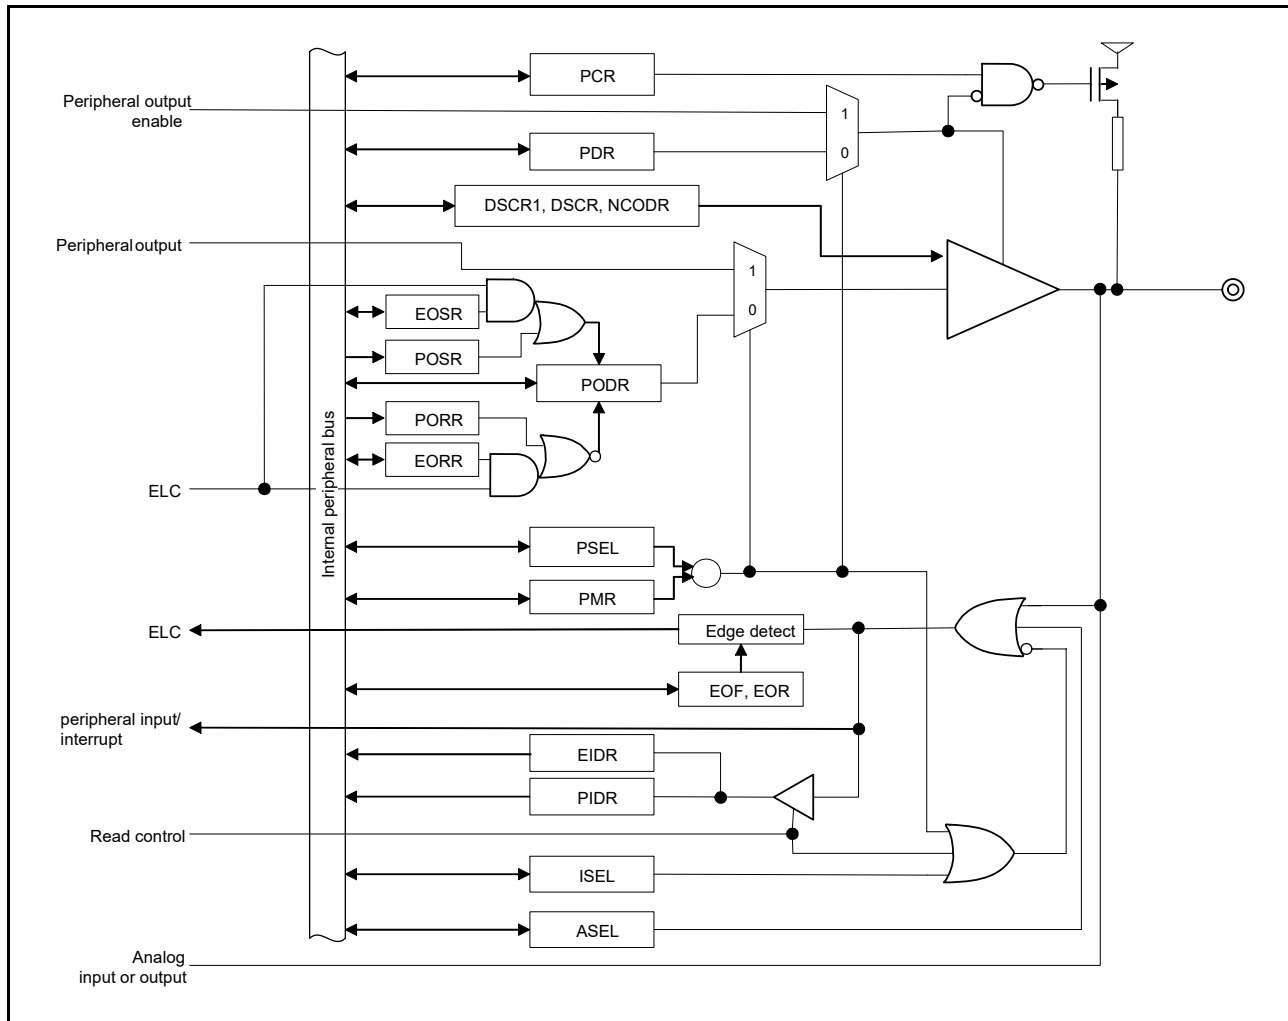 PCR
Peripheral output
enable
1
PDR
0
DSCR1, DSCR, NCODR
Peripheral output
1
EOSR
0
POSR
PODR
PORR
EORR
ELC
Internal peripheral bus
PSEL
PMR
ELC
Edge detect
EOF, EOR
peripheral input/
interrupt
EIDR
PIDR
Read control
ISEL
ASEL
Analog
input or output